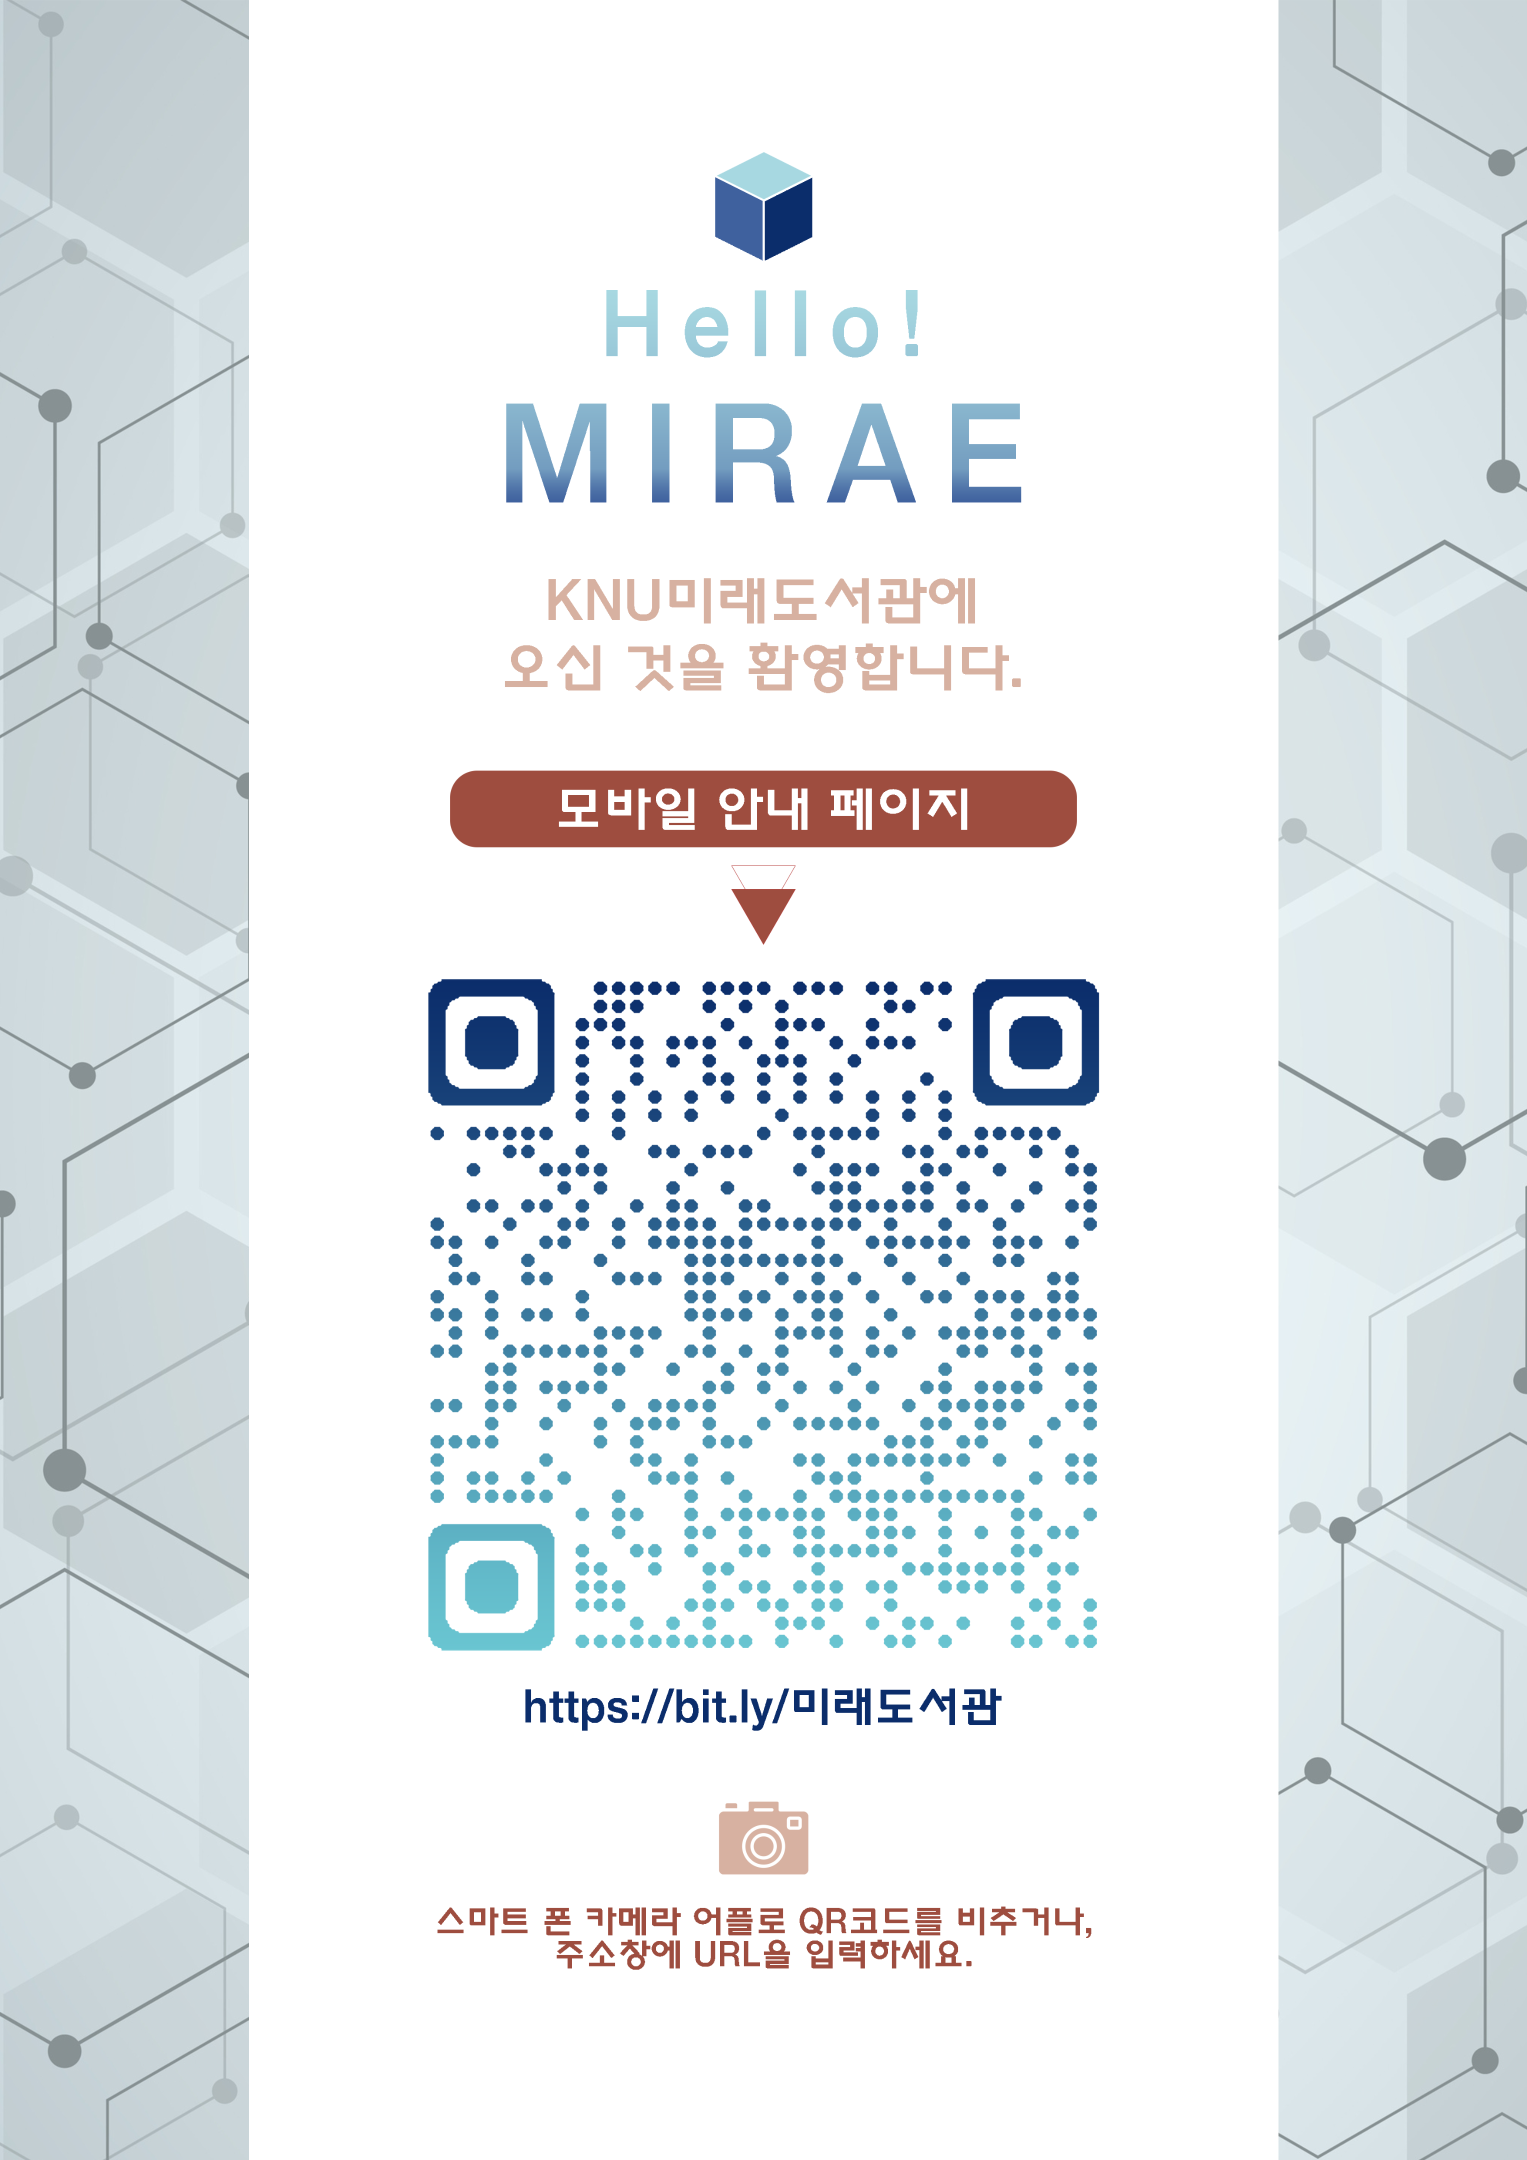 Hello!
MIRAE
KNU미래도서관에
오신 것을 환영합니다.
모바일 안내 페이지
https://bit.ly/미래도서관
스마트 폰 카메라 어플로 QR코드를 비추거나,
주소창에 URL을 입력하세요.